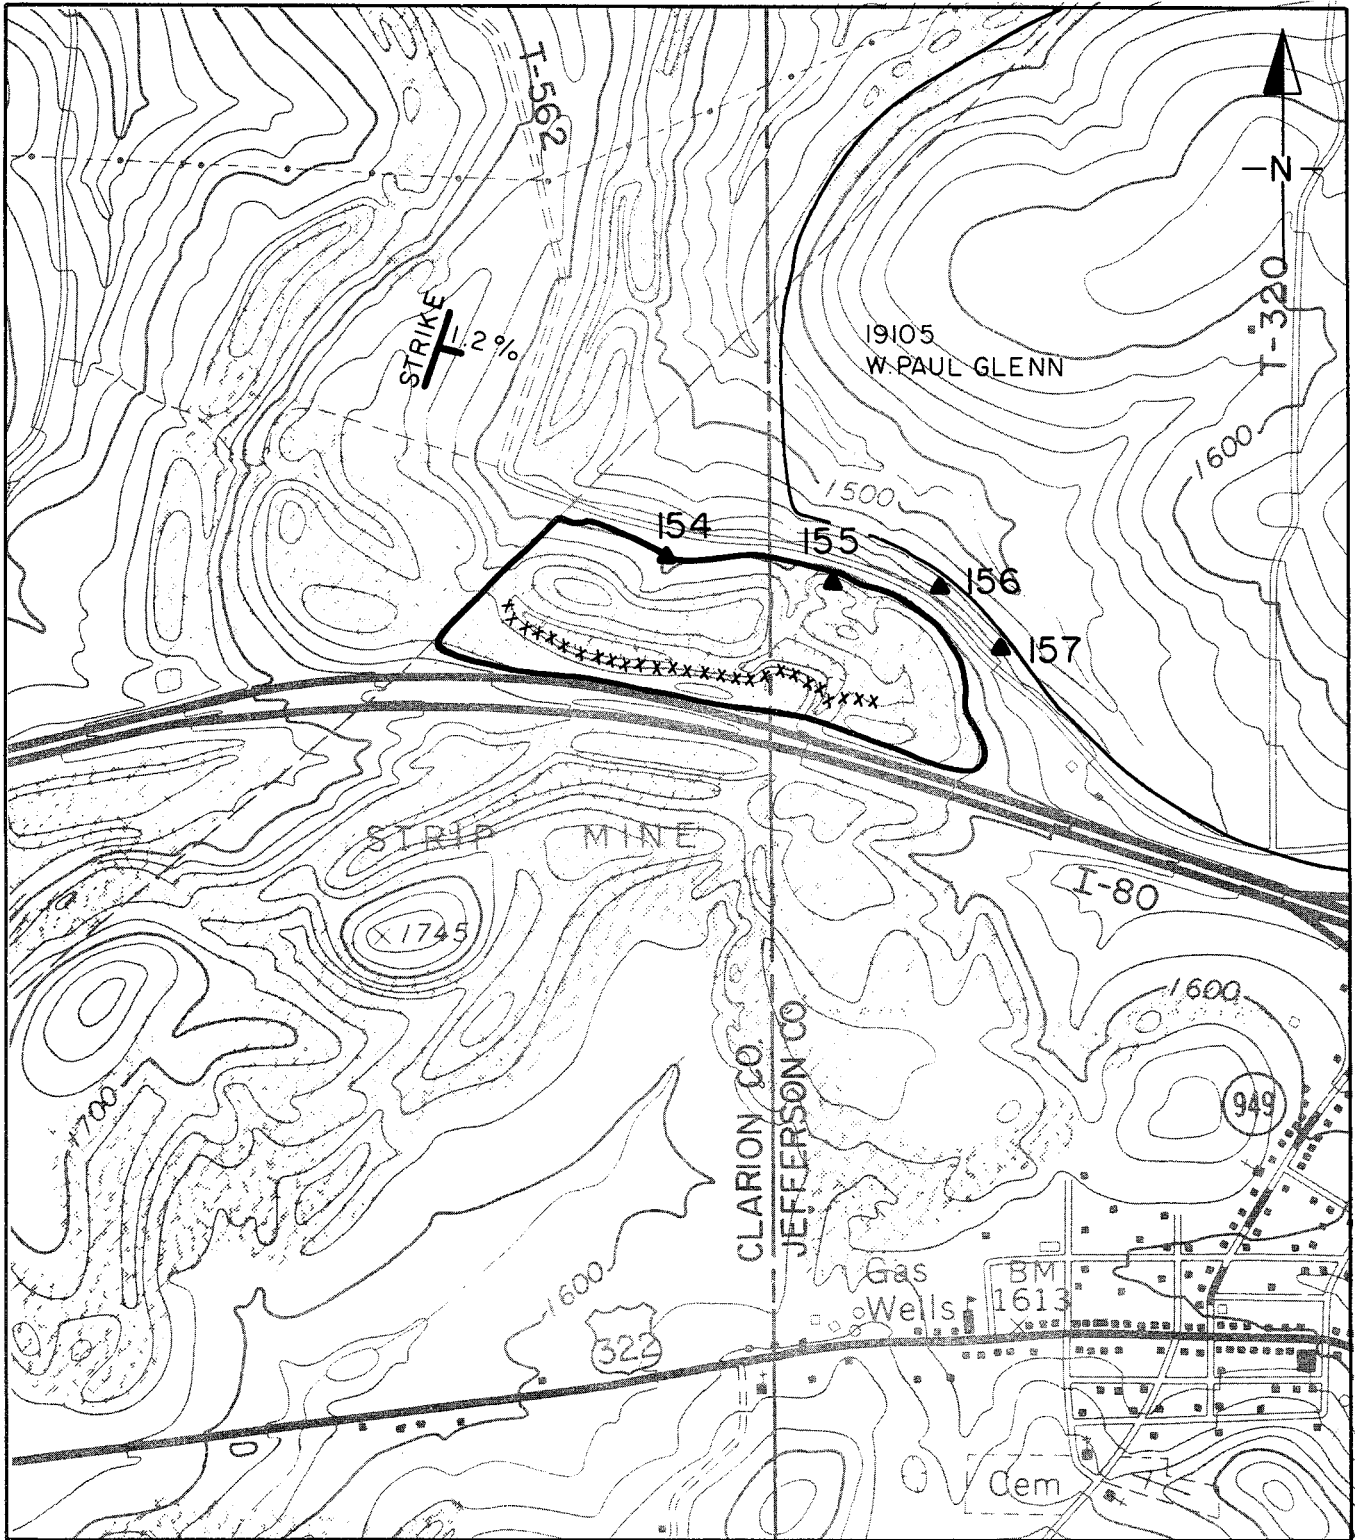 T-562
N
T-320
STRIKE
1.2%
19105
W. PAUL GLENN
1600
1500
154
155
156
157
STRIP MINE
I-80
× 1745
1600
949
1700
CLARION CO.
JEFFERSON CO.
Gas
Wells
BM
1613
1600
322
Cem